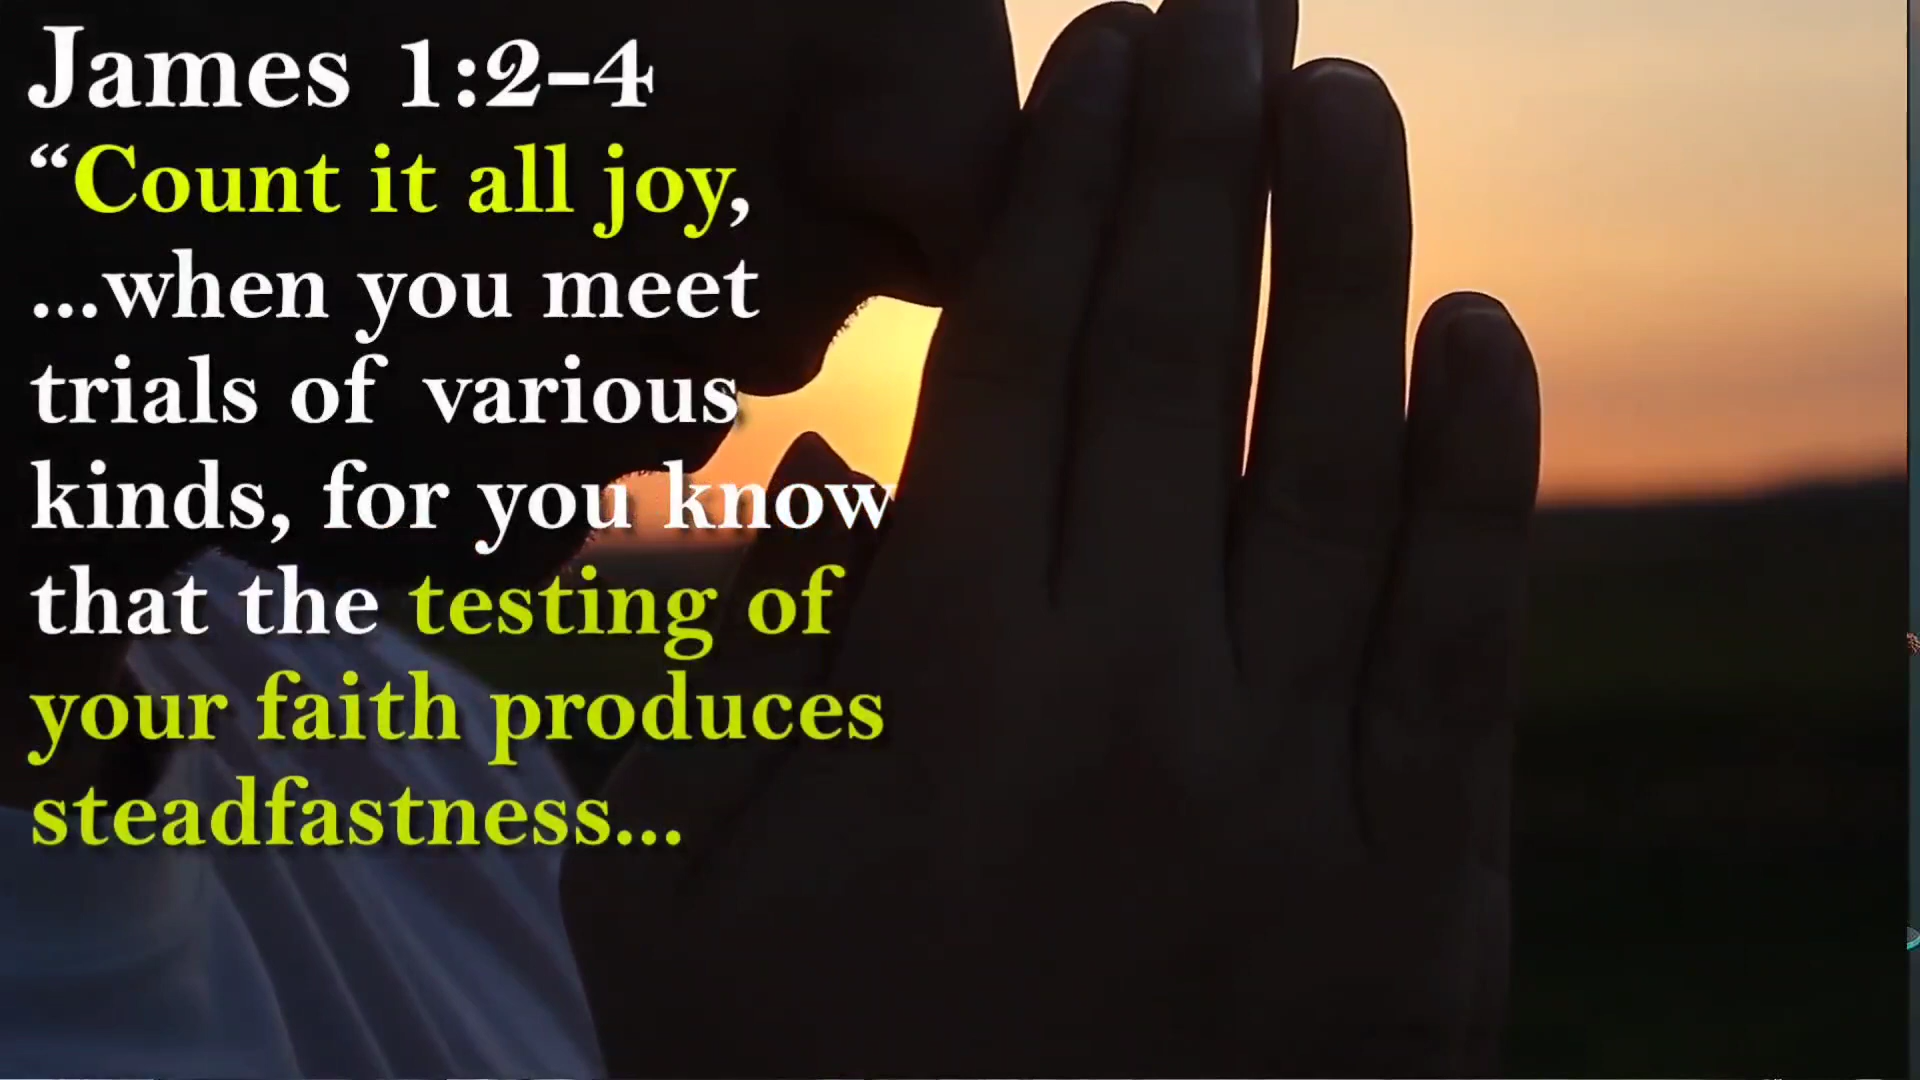 James 1:2–4
“Count it all joy,
...when you meet
trials of various
kinds, for you know
that the testing of
your faith produces
steadfastness...